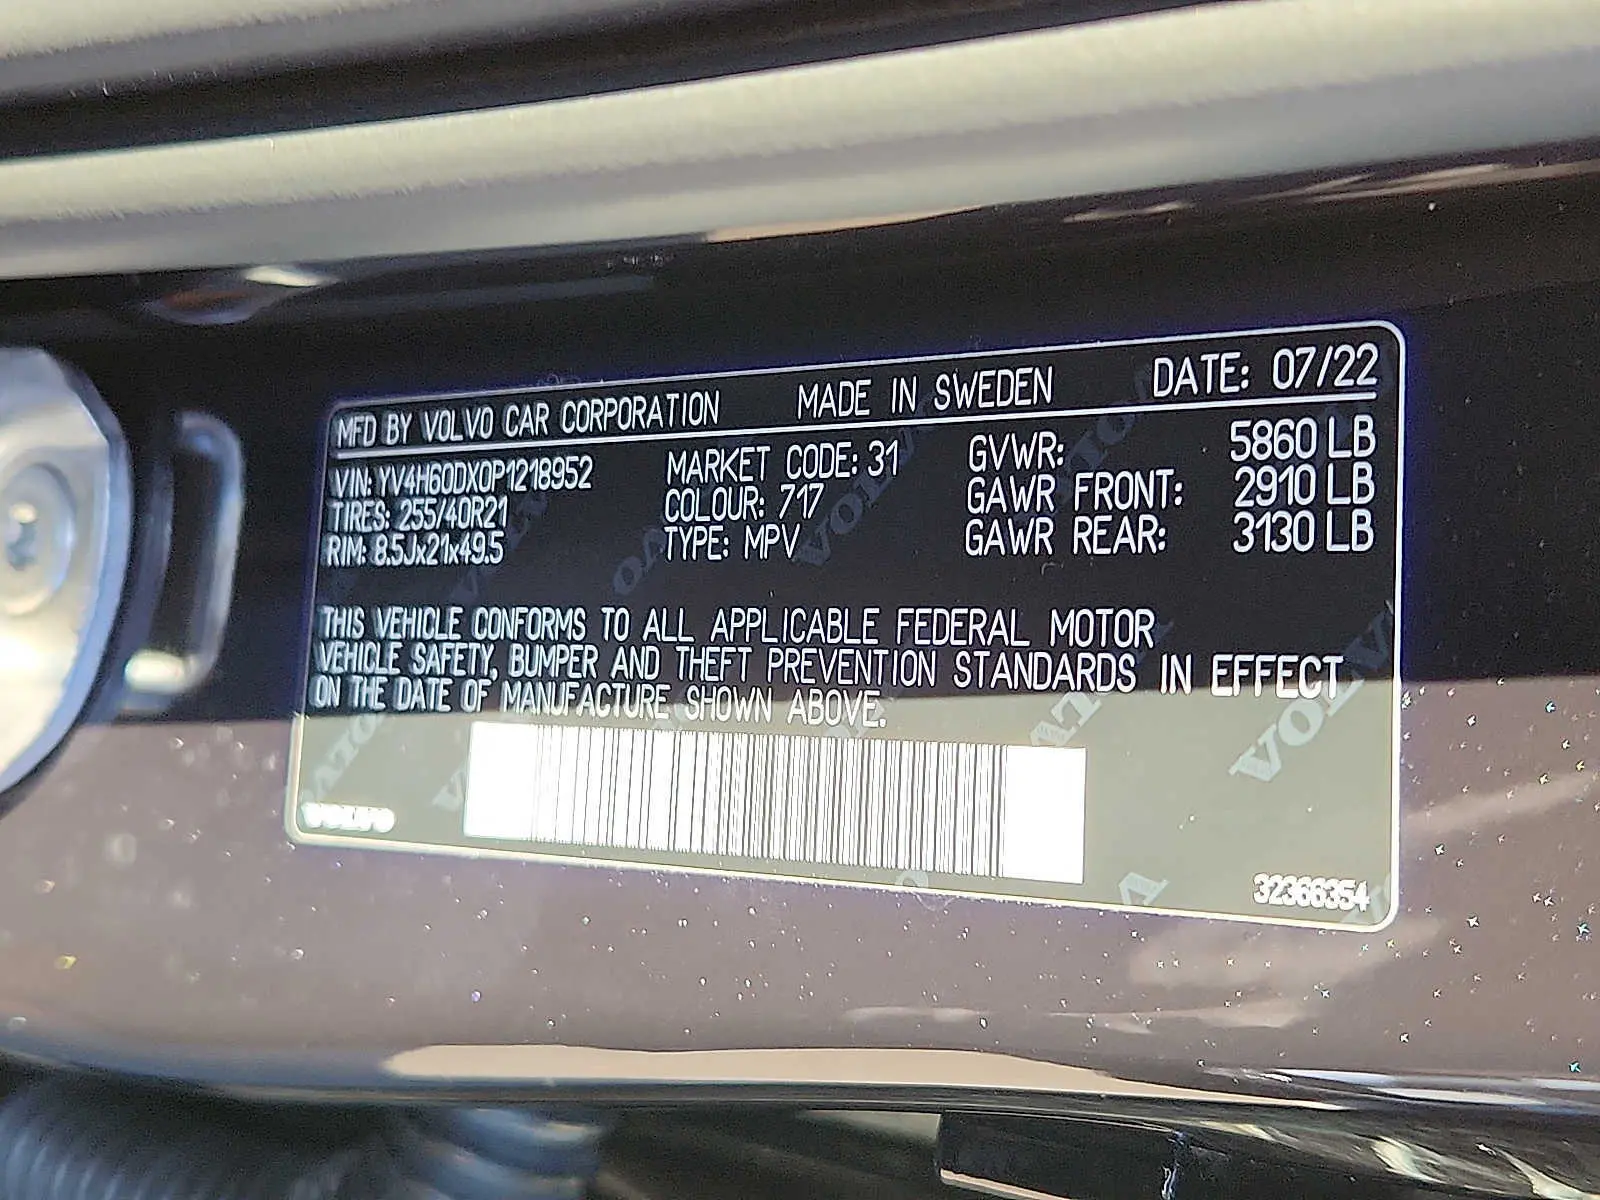 MFD BY VOLVO CAR CORPORATION MADE IN SWEDEN DATE: 07/22
VIN: YV4H60DX0P1218952 MARKET CODE: 31 GVWR: 5860 LB
TIRES: 255/40R21 COLOUR: 717 GAWR FRONT: 2910 LB
RIM: 8.5Jx21x49.5 TYPE: MPV GAWR REAR: 3130 LB
THIS VEHICLE CONFORMS TO ALL APPLICABLE FEDERAL MOTOR
VEHICLE SAFETY, BUMPER AND THEFT PREVENTION STANDARDS IN EFFECT
ON THE DATE OF MANUFACTURE SHOWN ABOVE.
VOLVO
32366354